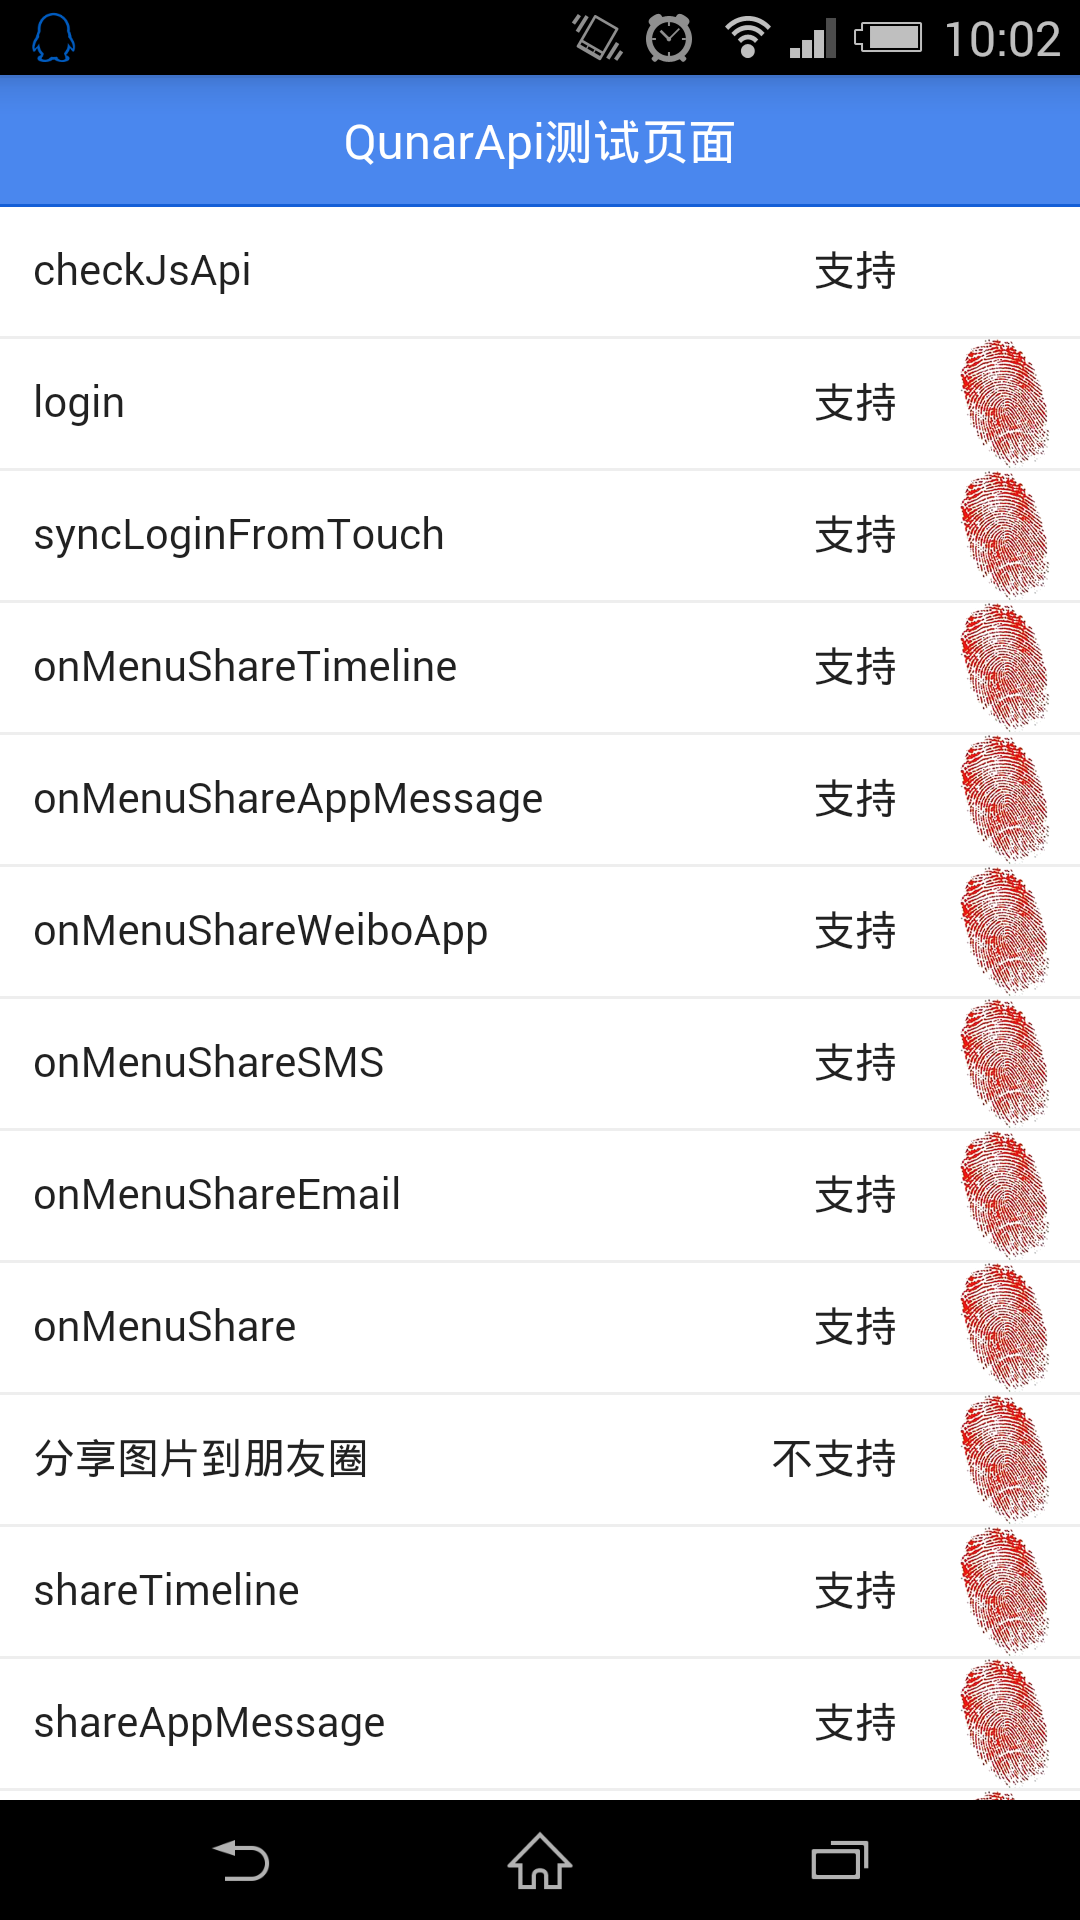 10:02
QunarApi测试页面
checkJsApi 支持
login 支持
syncLoginFromTouch 支持
onMenuShareTimeline 支持
onMenuShareAppMessage 支持
onMenuShareWeiboApp 支持
onMenuShareSMS 支持
onMenuShareEmail 支持
onMenuShare 支持
分享图片到朋友圈 不支持
shareTimeline 支持
shareAppMessage 支持